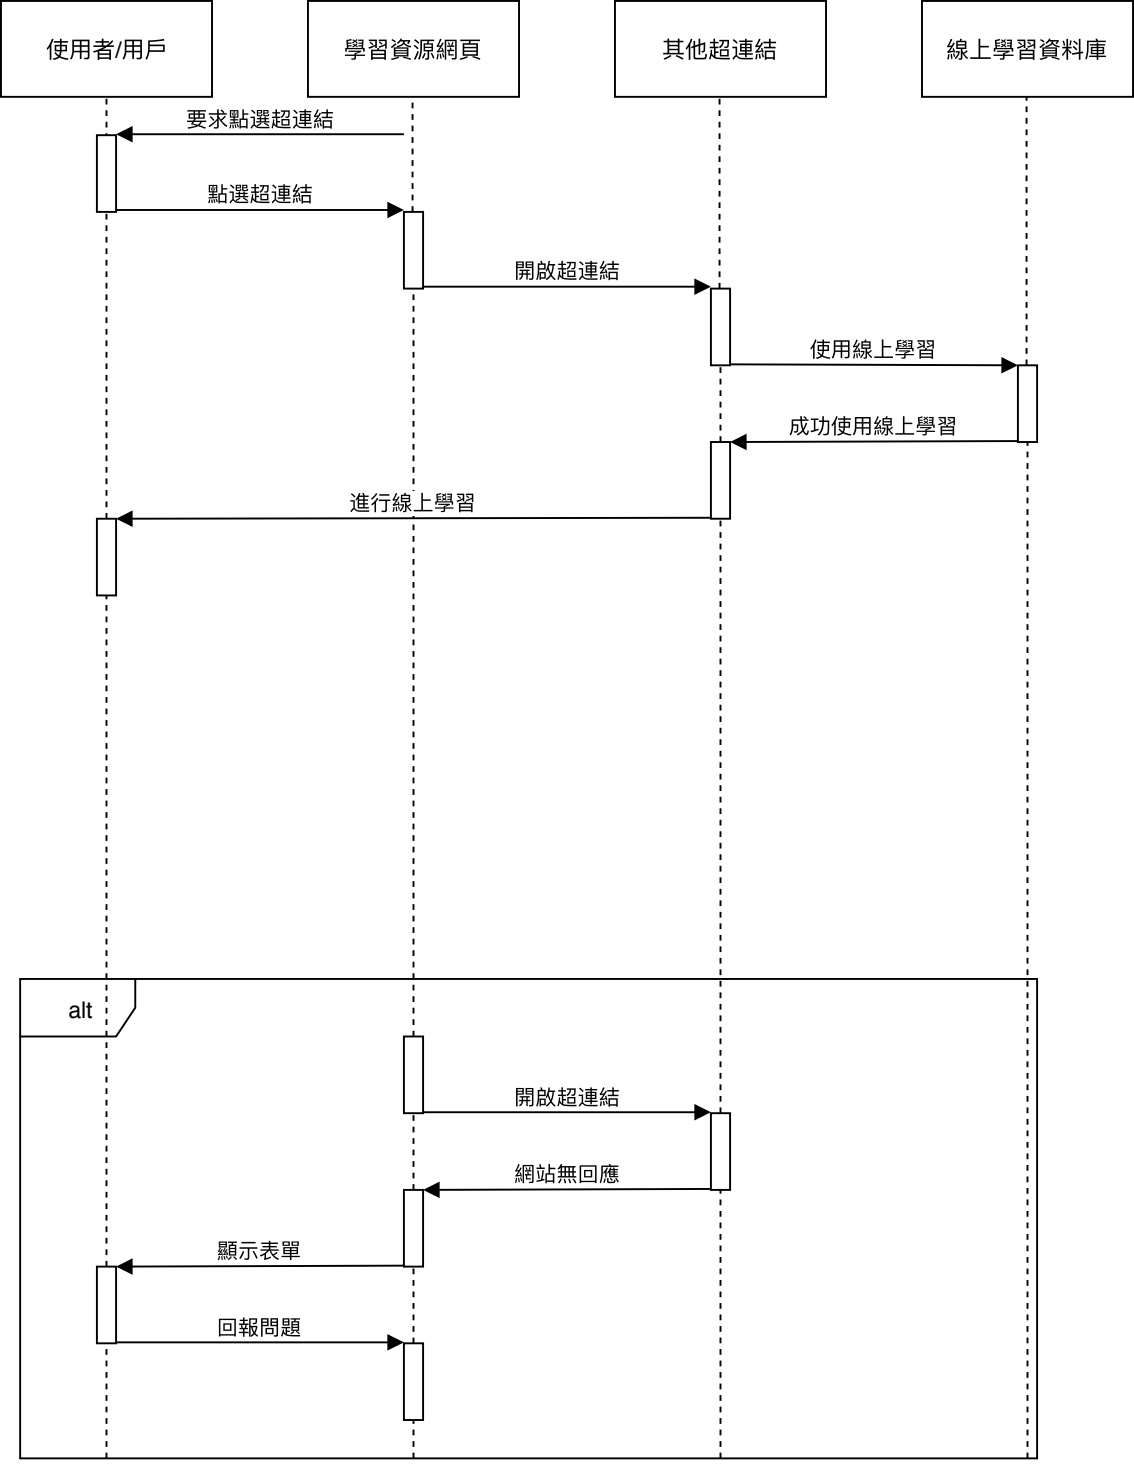 使用者/用戶
學習資源網頁
其他超連結
線上學習資料庫
要求點選超連結
點選超連結
開啟超連結
使用線上學習
成功使用線上學習
進行線上學習
alt
開啟超連結
網站無回應
顯示表單
回報問題